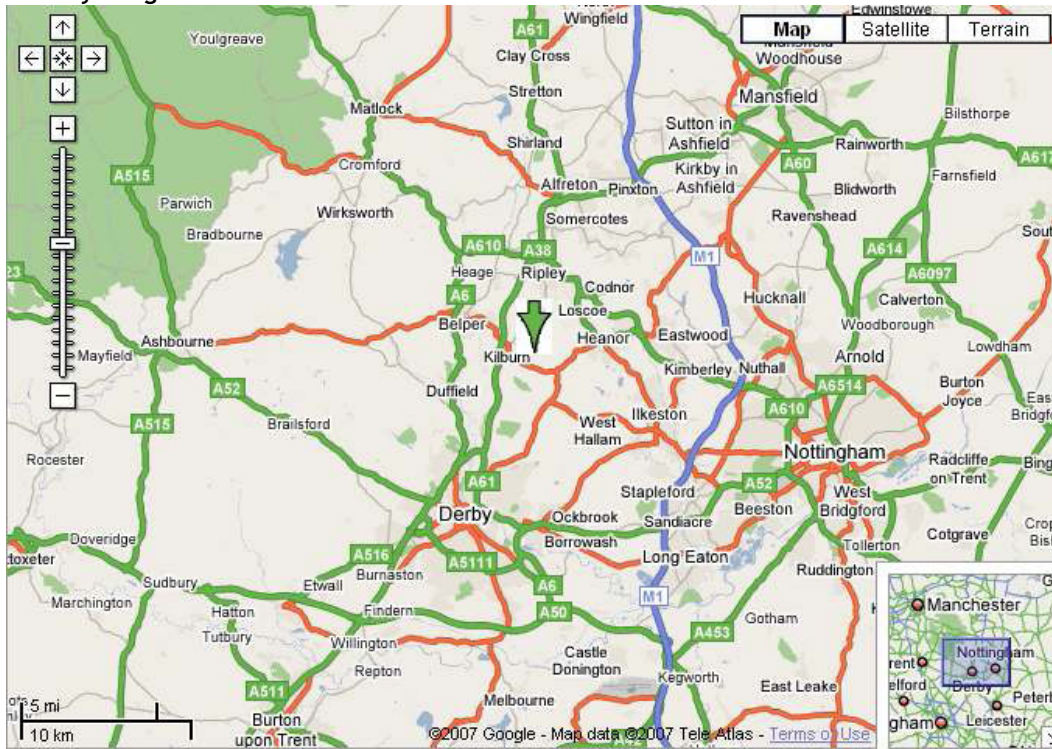 Wingfield
Edwinstowe
Map
Satellite
Terrain
Youlgreave
A61
Clay Cross
Woodhouse
Stretton
Mansfield
Matlock
Bilsthorpe
Sutton in
Ashfield
Shirland
Rainworth
Cromford
A60
A617
A515
Kirkby in
Ashfield
Alfreton
Pinxton
Blidworth
Farnsfield
Parwich
Wirksworth
Somercotes
Ravenshead
Bradbourne
A610
A38
A614
M1
Heage
Ripley
A6097
23
Codnor
A6
Hucknall
Calverton
Loscoe
Belper
Woodborough
Mayfield
Ashbourne
Heanor
Eastwood
Lowdham
Kilburn
Arnold
Kimberley
Nuthall
A52
Duffield
A6514
Burton
Joyce
A610
A515
Brailsford
West
Hallam
Ilkeston
Nottingham
Rocester
Radcliffe
on Trent
A61
A52
Stapleford
West
Bridgford
Derby
Ockbrook
Sandiacre
Beeston
Doveridge
Borrowash
Cotgrave
A516
Tollerton
A5111
Long Eaton
Sudbury
Etwall
Burnaston
Ruddington
A6
Marchington
M1
Hatton
Findern
A50
Gotham
Manchester
Tutbury
Willington
A453
Nottingham
Repton
Castle
Donington
Kegworth
Derby
A511
East Leake
Melbourne
Leicester
5 mi
10 km
Burton
upon Trent
©2007 Google - Map data ©2007 Tele Atlas - Terms of Use